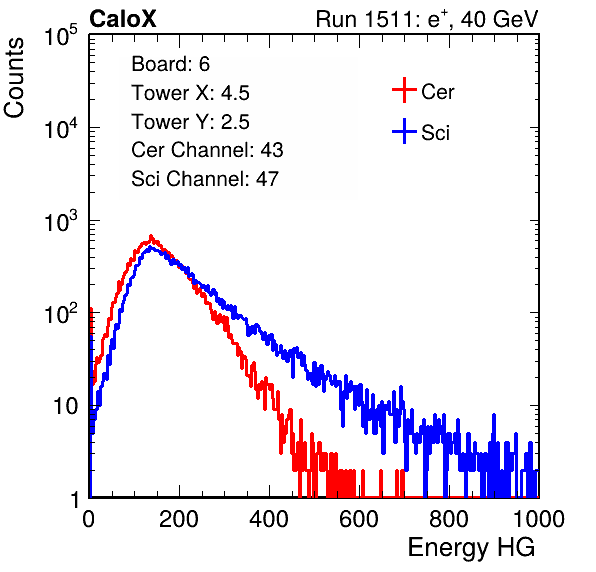 CaloX Run 1511: e⁺, 40 GeV
Counts
Board: 6
Tower X: 4.5
Tower Y: 2.5
Cer Channel: 43
Sci Channel: 47
Cer
Sci
10⁵
10⁴
10³
10²
10
1
0 200 400 600 800 1000
Energy HG